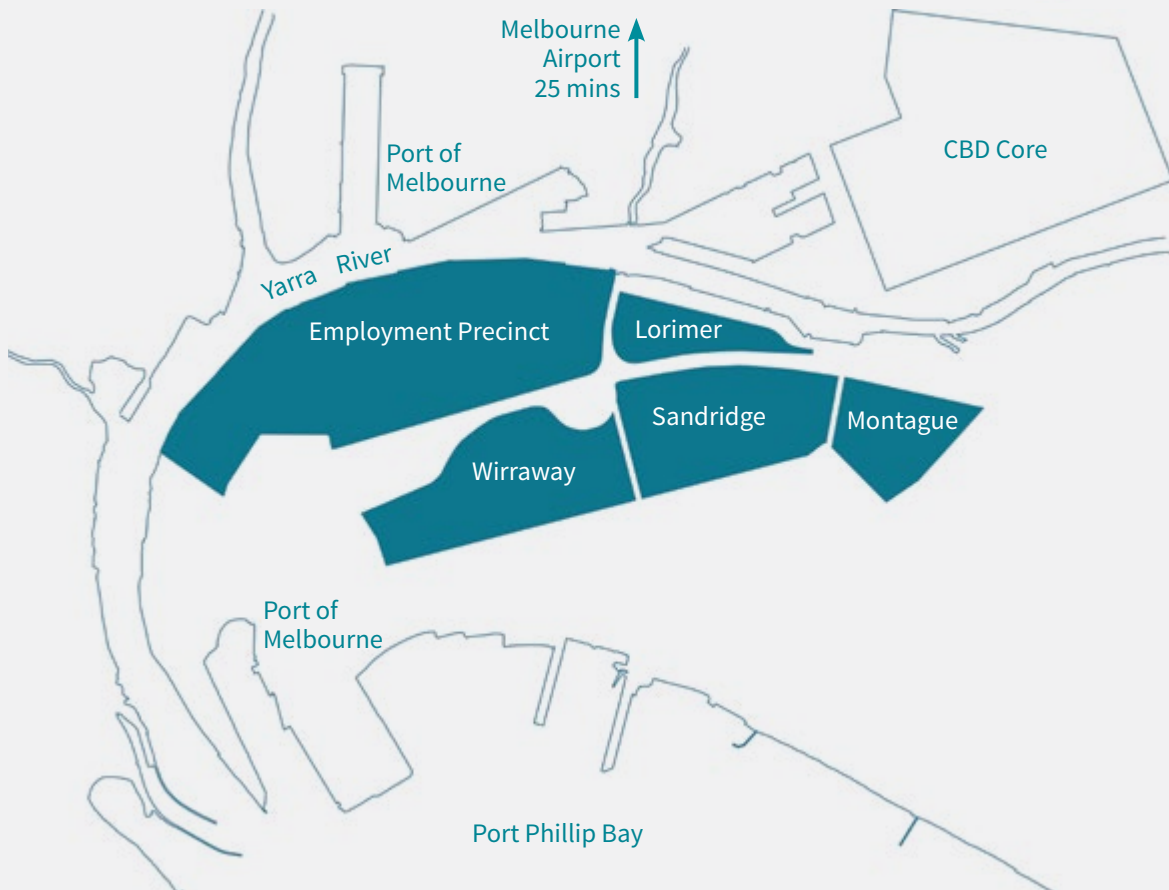 Melbourne
Airport
25 mins
CBD Core
Port of
Melbourne
Yarra River
Employment Precinct
Lorimer
Sandridge
Montague
Wirraway
Port of
Melbourne
Port Phillip Bay